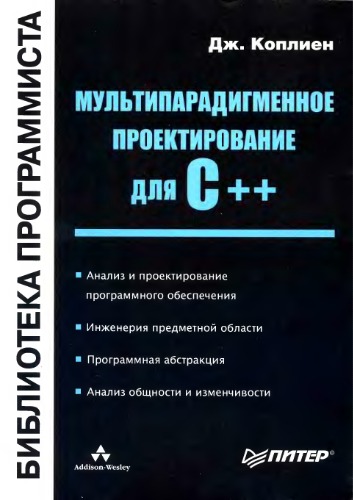 БИБЛИОТЕКА ПРОГРАММИСТА
Дж. Коплиен
МУЛЬТИПАРАДИГМЕННОЕ
ПРОЕКТИРОВАНИЕ
ДЛЯ C ++
Анализ и проектирование
программного обеспечения
Инженерия предметной области
Программная абстракция
Анализ общности и изменчивости
Addison-Wesley
ПИТЕР®